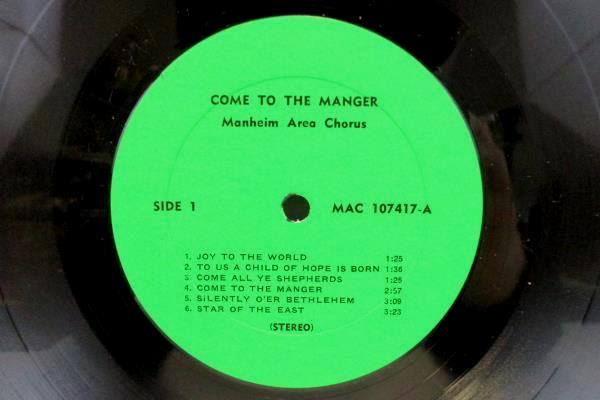 COME TO THE MANGER
Manheim Area Chorus
SIDE 1 MAC 107417-A
1. JOY TO THE WORLD 1:25
2. TO US A CHILD OF HOPE IS BORN 1:36
3. COME ALL YE SHEPHERDS 1:25
4. COME TO THE MANGER 2:57
5. SILENTLY O'ER BETHLEHEM 3:09
6. STAR OF THE EAST 3:23
(STEREO)